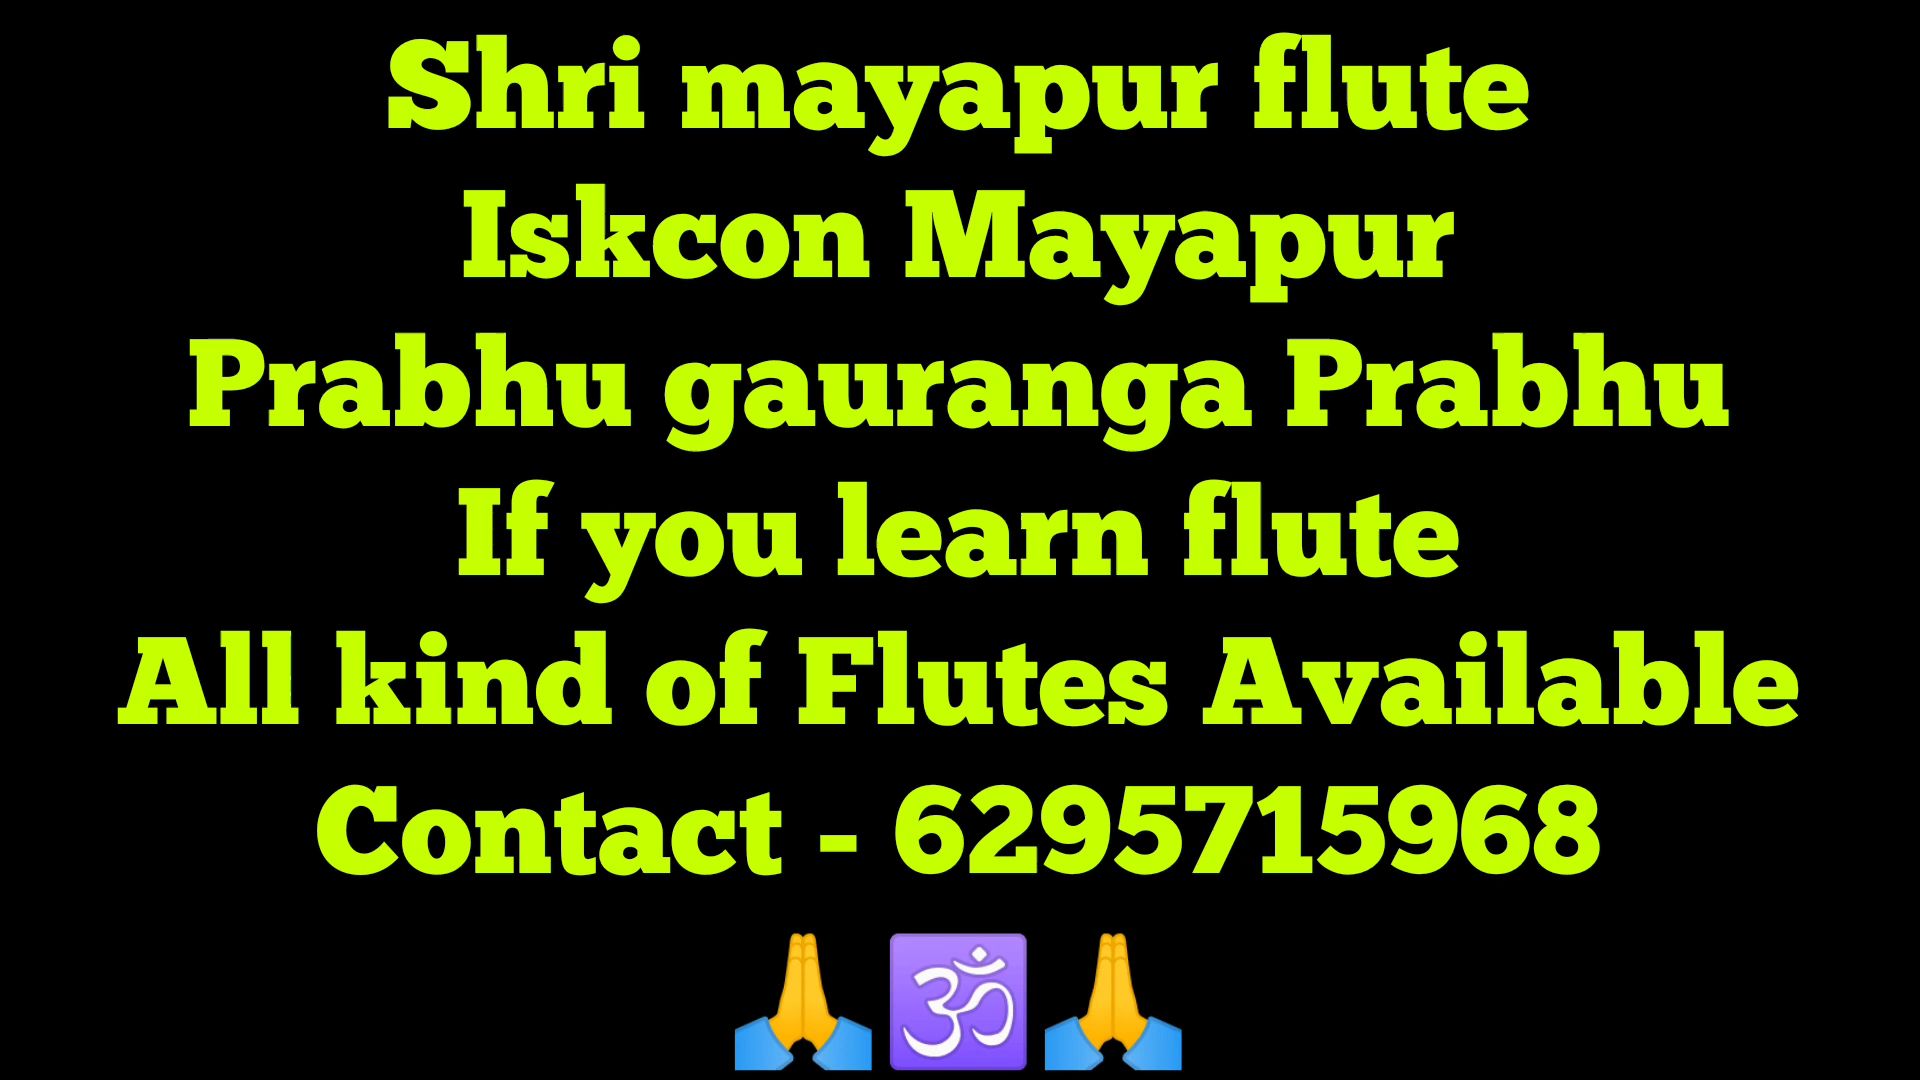 Shri mayapur flute
Iskcon Mayapur
Prabhu gauranga Prabhu
If you learn flute
All kind of Flutes Available
Contact - 6295715968
🙏🕉️🙏